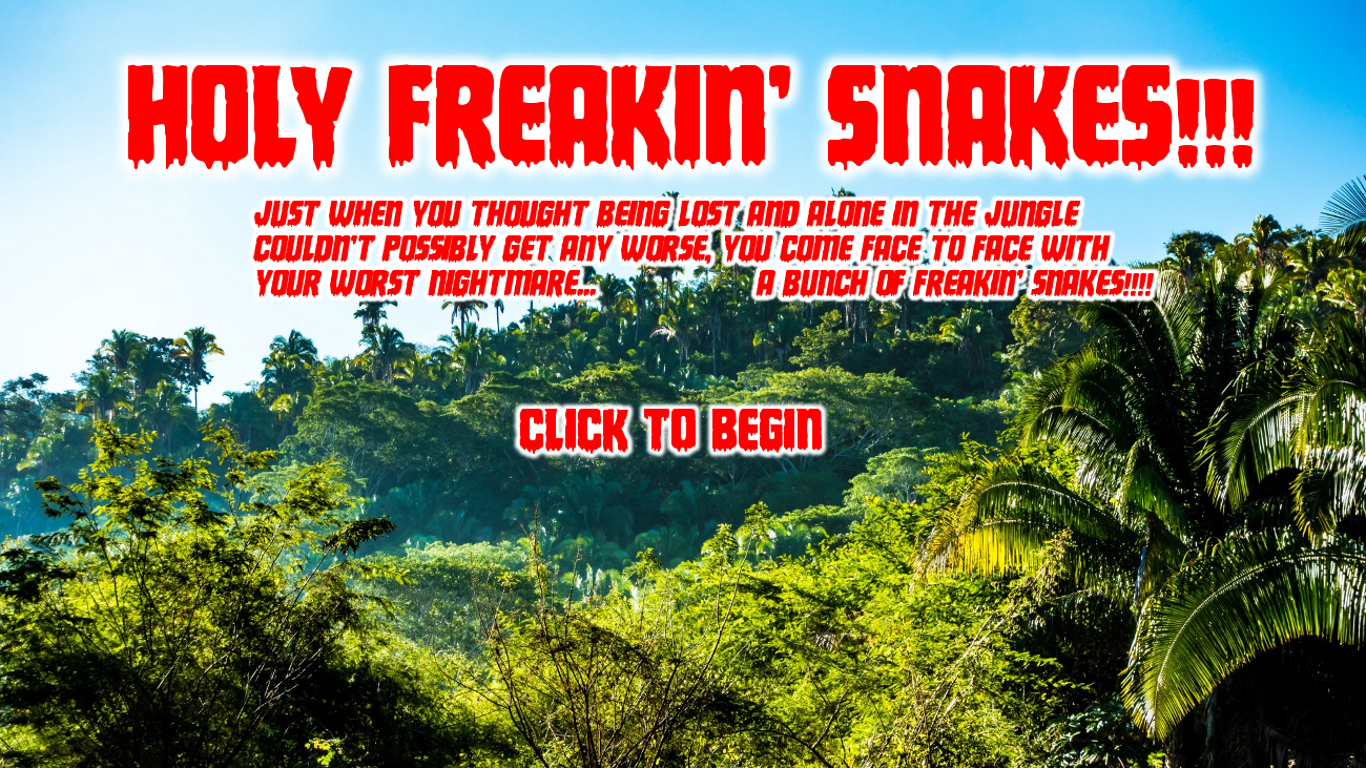 HOLY FREAKIN' SNAKES!!!
JUST WHEN YOU THOUGHT BEING LOST AND ALONE IN THE JUNGLE
COULDN'T POSSIBLY GET ANY WORSE, YOU COME FACE TO FACE WITH
YOUR WORST NIGHTMARE... A BUNCH OF FREAKIN' SNAKES!!!!
CLICK TO BEGIN